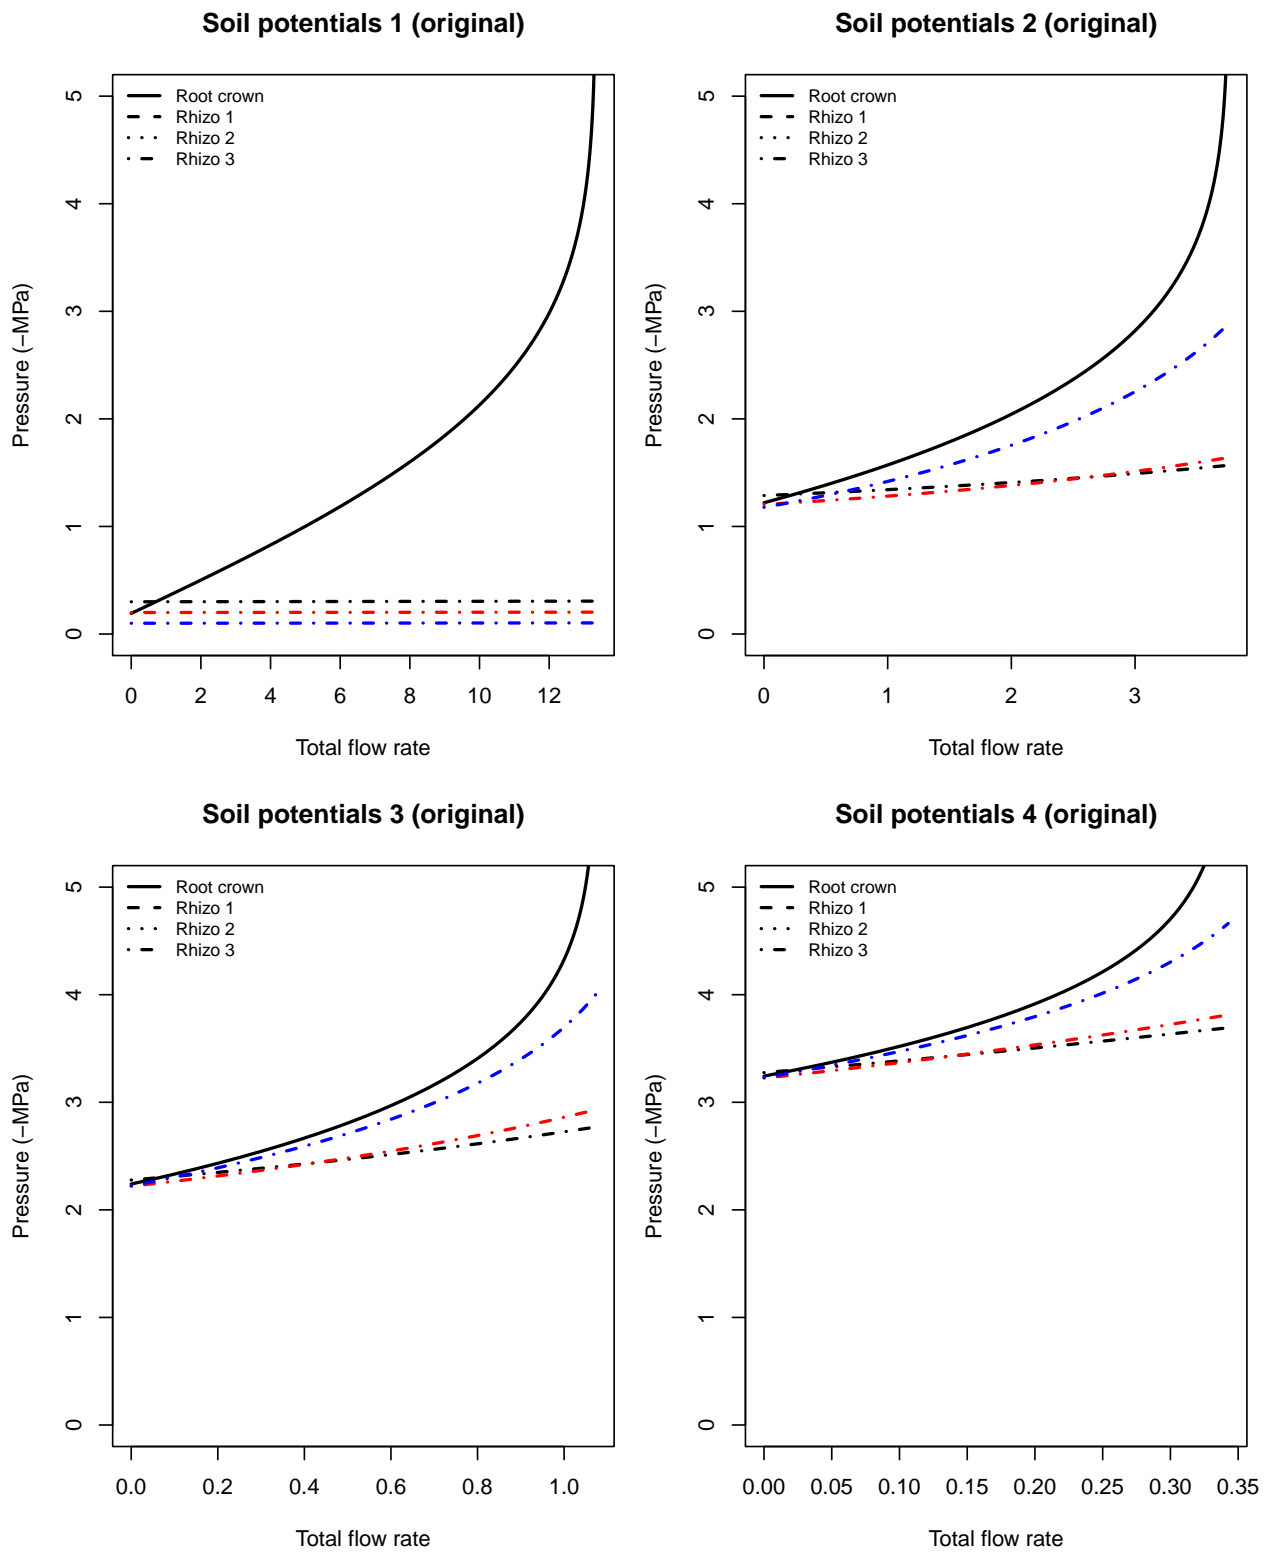 Soil potentials 1 (original)
Pressure (−MPa)
5
4
3
2
1
0
Root crown
Rhizo 1
Rhizo 2
Rhizo 3
0 2 4 6 8 10 12
Total flow rate
Soil potentials 2 (original)
Pressure (−MPa)
5
4
3
2
1
0
Root crown
Rhizo 1
Rhizo 2
Rhizo 3
0 1 2 3
Total flow rate
Soil potentials 3 (original)
Pressure (−MPa)
5
4
3
2
1
0
Root crown
Rhizo 1
Rhizo 2
Rhizo 3
0.0 0.2 0.4 0.6 0.8 1.0
Total flow rate
Soil potentials 4 (original)
Pressure (−MPa)
5
4
3
2
1
0
Root crown
Rhizo 1
Rhizo 2
Rhizo 3
0.00 0.05 0.10 0.15 0.20 0.25 0.30 0.35
Total flow rate